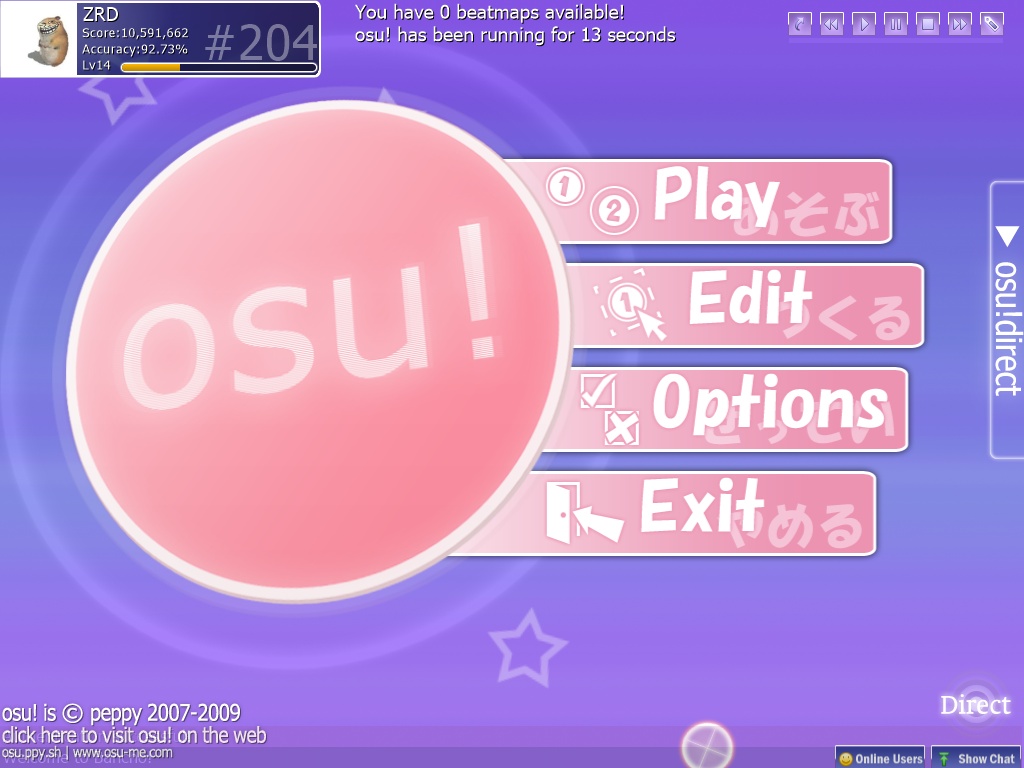 ZRD
Score:10,591,662
Accuracy:92.73%
Lv14
#204
You have 0 beatmaps available!
osu! has been running for 13 seconds
osu!
1 2 Play
あそぶ
1 Edit
つくる
Options
せってい
Exit
やめる
osu!direct
Direct
osu! is © peppy 2007-2009
click here to visit osu! on the web
osu.ppy.sh | www.osu-me.com
Welcome to Bancho!
Online Users
Show Chat